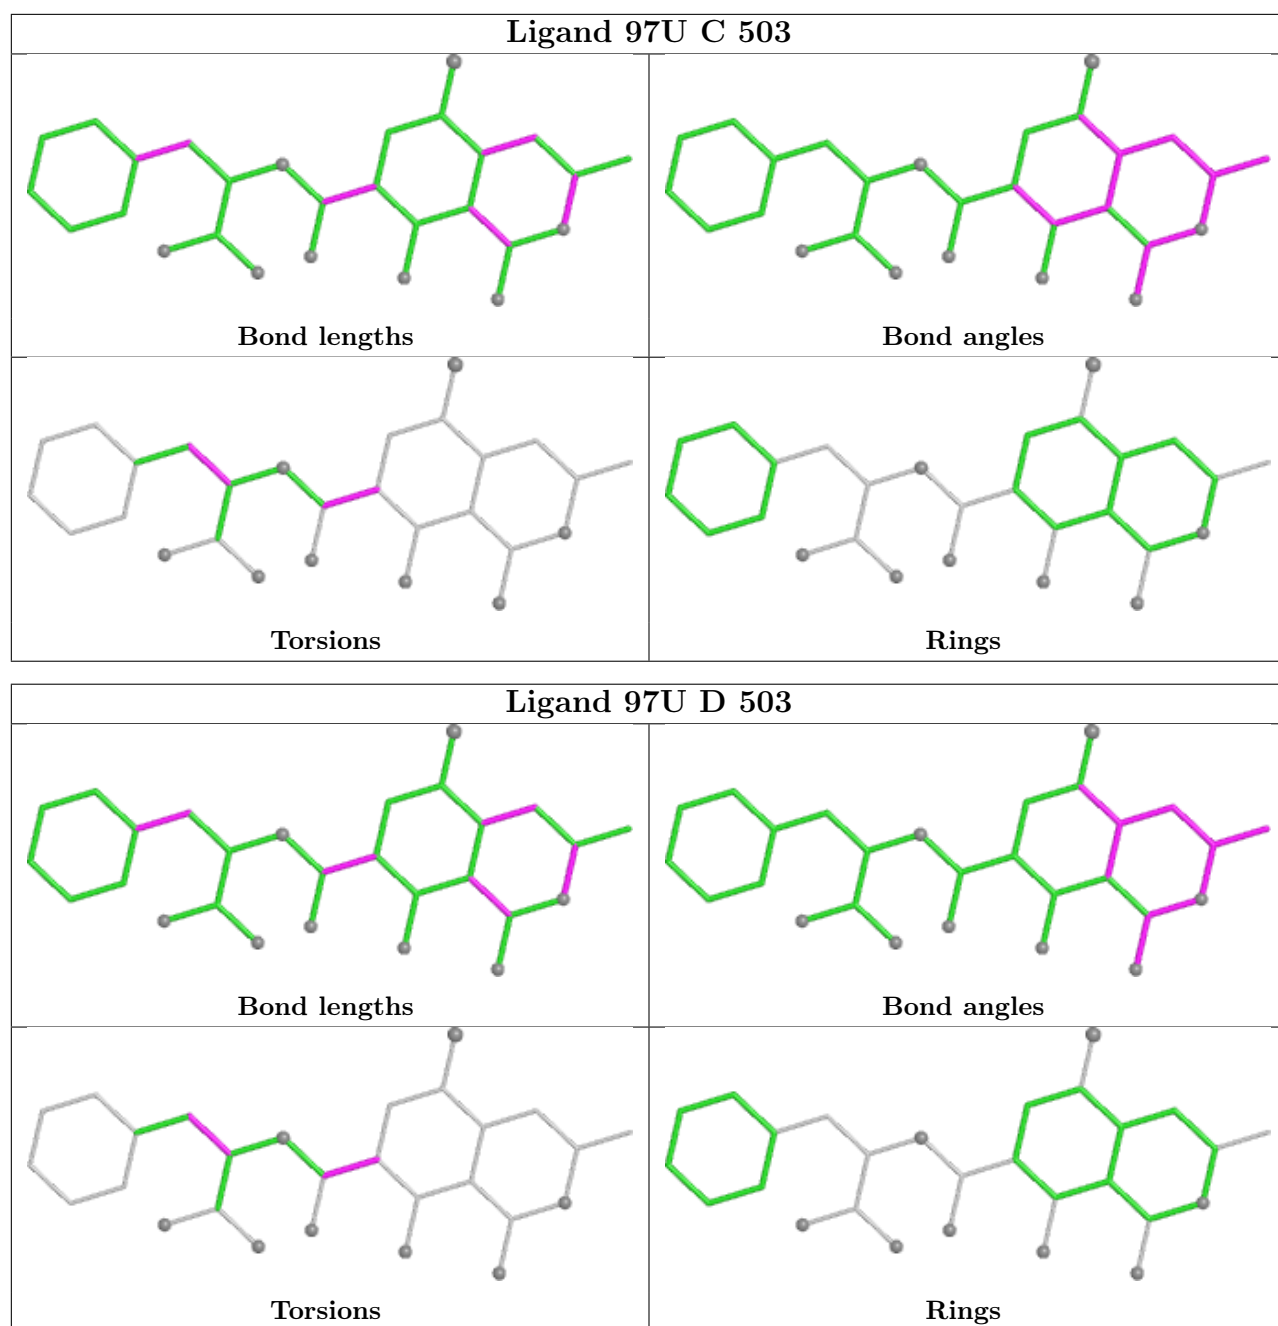 Ligand 97U C 503
Bond lengths
Bond angles
Torsions
Rings
Ligand 97U D 503
Bond lengths
Bond angles
Torsions
Rings